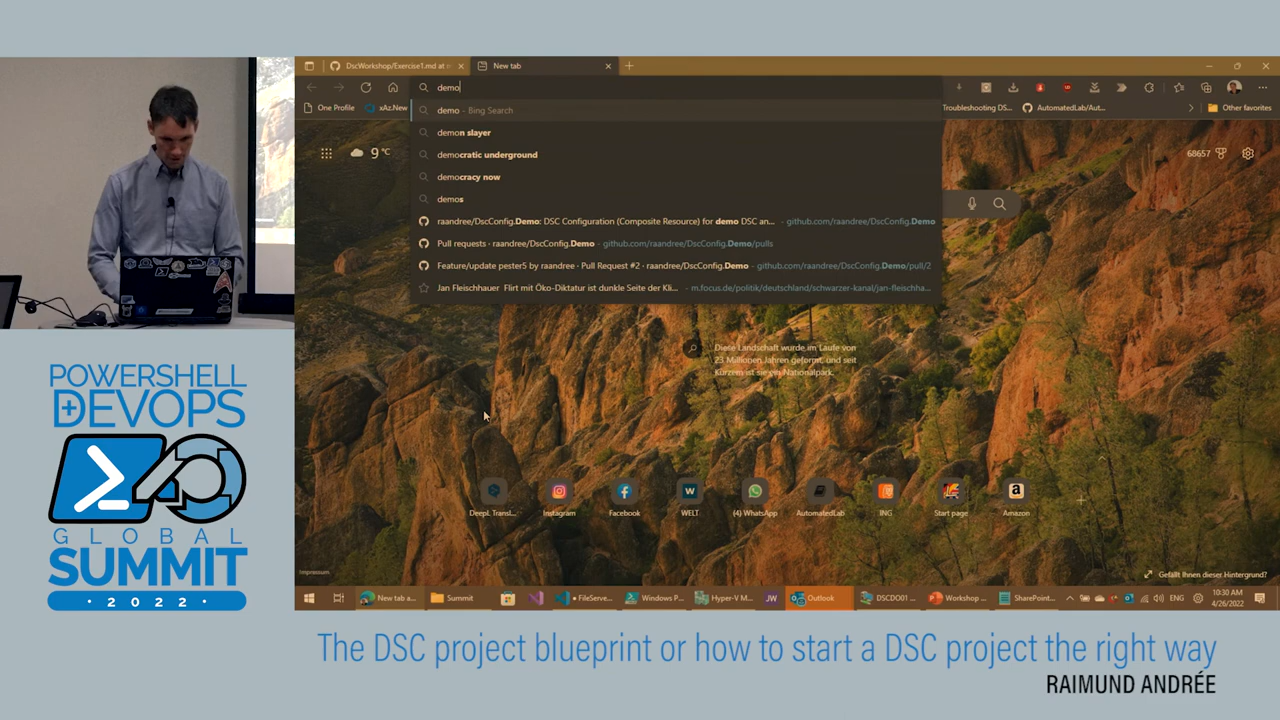 DscWorkshop/Exercise1.md at
New tab
demo
One Profile
xAz.New
Troubleshooting DS...
AutomatedLab/Aut...
Other favorites
demo - Bing Search
demon slayer
democratic underground
democracy now
demos
raandree/DscConfig.Demo: DSC Configuration (Composite Resource) for demo DSC an... - github.com/raandree/DscConfig.Demo
Pull requests · raandree/DscConfig.Demo - github.com/raandree/DscConfig.Demo/pulls
Feature/update pester5 by raandree · Pull Request #2 · raandree/DscConfig.Demo - github.com/raandree/DscConfig.Demo/pull/2
Jan Fleischhauer Flirt mit Öko-Diktatur ist dunkle Seite der Kli... - m.focus.de/politik/deutschland/schwarzer-kanal/jan-fleischha...
9 °C
68657
Diese Landschaft wurde im Laufe von
23 Millionen Jahren geformt, und seit
Kurzem ist sie ein Nationalpark.
DeepL Transl...
Instagram
Facebook
WELT
(4) WhatsApp
AutomatedLab
ING
Start page
Amazon
Impressum
Gefällt Ihnen dieser Hintergrund?
New tab a...
Summit
FileServe...
Windows P...
Hyper-V M...
JW
Outlook
DSCDO01 ...
Workshop ...
SharePoint...
ENG
10:30 AM
4/26/2022
POWERSHELL
+ DEVOPS
GLOBAL
SUMMIT
· 2022 ·
The DSC project blueprint or how to start a DSC project the right way
RAIMUND ANDRÉE